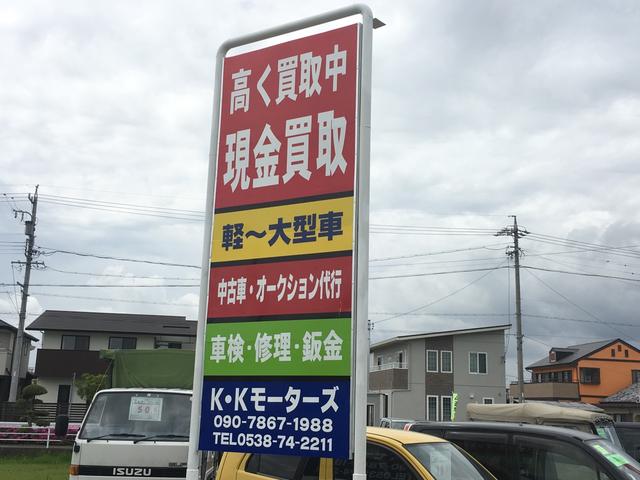 高く買取中
現金買取
軽〜大型車
中古車・オークション代行
車検・修理・鈑金
K・Kモーターズ
090-7867-1988
TEL0538-74-2211
50
ISUZU